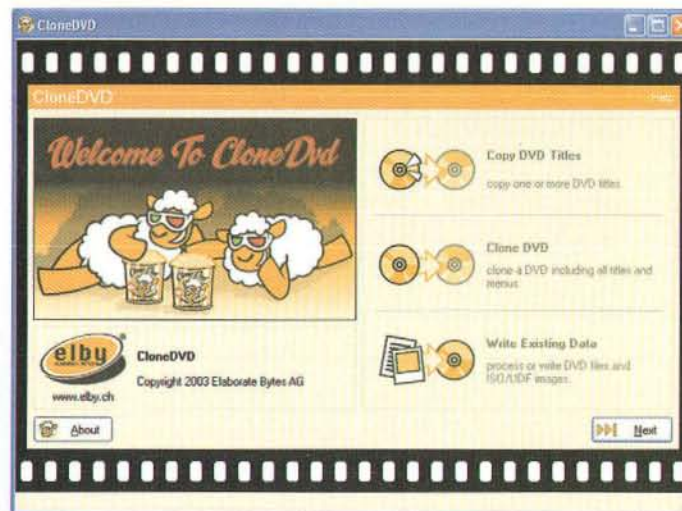 CloneDVD
CloneDVD
Help
Welcome To CloneDvd
Copy DVD Titles
copy one or more DVD titles
Clone DVD
clone a DVD including all titles and
menus
Write Existing Data
process or write DVD files and
ISO/UDF images.
elby
www.elby.ch
CloneDVD
Copyright 2003 Elaborate Bytes AG
About
Next